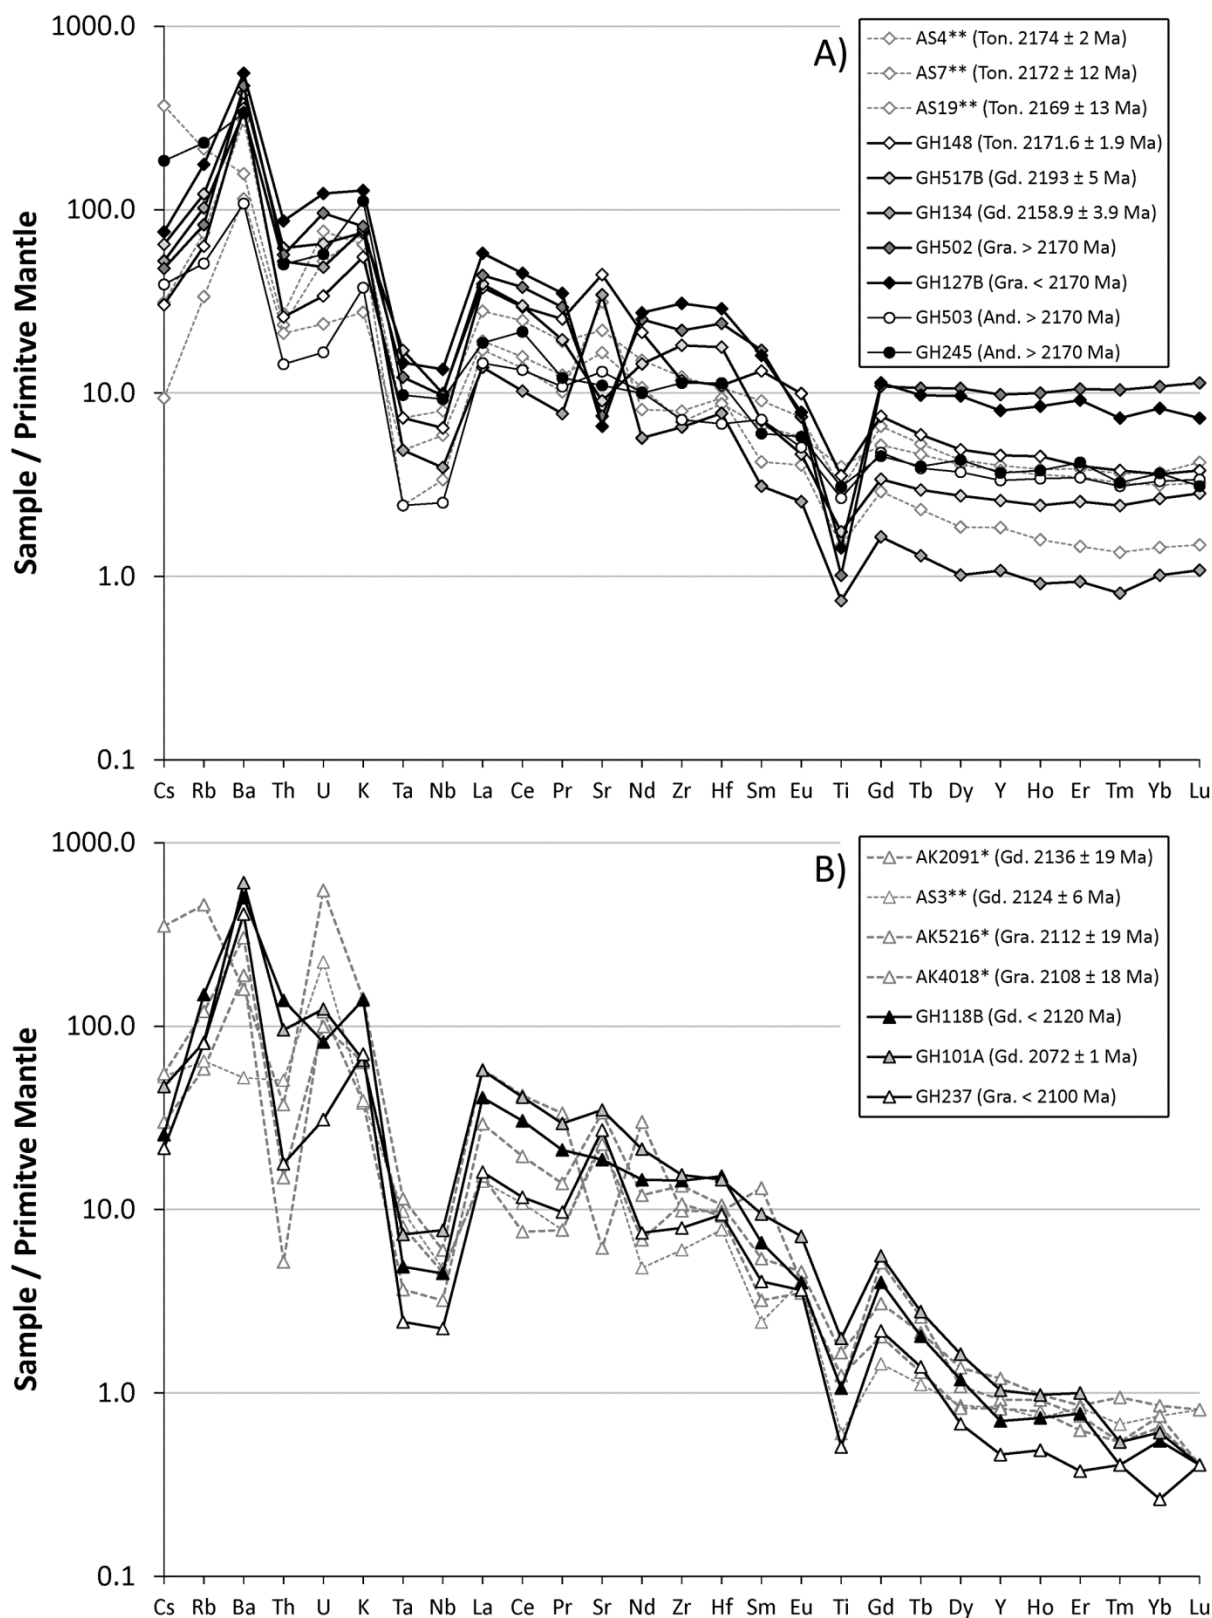 A)
Sample / Primitve Mantle
1000.0
100.0
10.0
1.0
0.1
AS4** (Ton. 2174 ± 2 Ma)
AS7** (Ton. 2172 ± 12 Ma)
AS19** (Ton. 2169 ± 13 Ma)
GH148 (Ton. 2171.6 ± 1.9 Ma)
GH517B (Gd. 2193 ± 5 Ma)
GH134 (Gd. 2158.9 ± 3.9 Ma)
GH502 (Gra. > 2170 Ma)
GH127B (Gra. < 2170 Ma)
GH503 (And. > 2170 Ma)
GH245 (And. > 2170 Ma)
Cs Rb Ba Th U K Ta Nb La Ce Pr Sr Nd Zr Hf Sm Eu Ti Gd Tb Dy Y Ho Er Tm Yb Lu
B)
Sample / Primitve Mantle
1000.0
100.0
10.0
1.0
0.1
AK2091* (Gd. 2136 ± 19 Ma)
AS3** (Gd. 2124 ± 6 Ma)
AK5216* (Gra. 2112 ± 19 Ma)
AK4018* (Gra. 2108 ± 18 Ma)
GH118B (Gd. < 2120 Ma)
GH101A (Gd. 2072 ± 1 Ma)
GH237 (Gra. < 2100 Ma)
Cs Rb Ba Th U K Ta Nb La Ce Pr Sr Nd Zr Hf Sm Eu Ti Gd Tb Dy Y Ho Er Tm Yb Lu